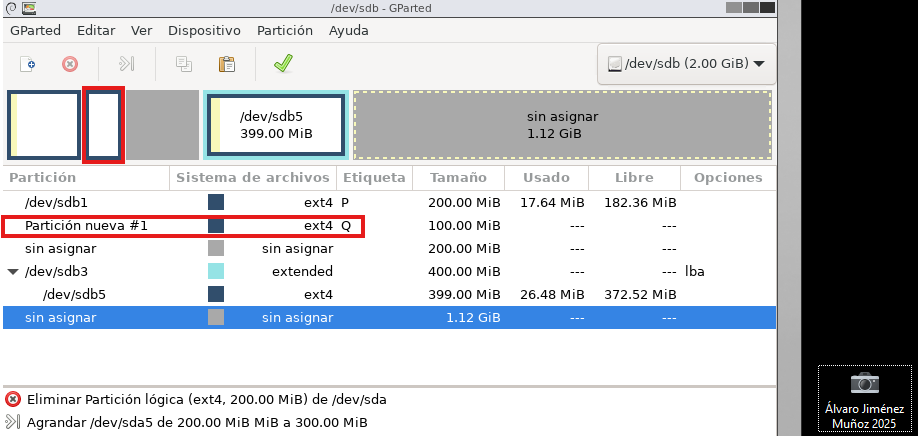 /dev/sdb - GParted
GParted Editar Ver Dispositivo Partición Ayuda
/dev/sdb (2.00 GiB)
/dev/sdb5
399.00 MiB
sin asignar
1.12 GiB
Partición Sistema de archivos Etiqueta Tamaño Usado Libre Opciones
/dev/sdb1 ext4 P 200.00 MiB 17.64 MiB 182.36 MiB
Partición nueva #1 ext4 Q 100.00 MiB --- ---
sin asignar sin asignar 200.00 MiB --- ---
/dev/sdb3 extended 400.00 MiB --- --- lba
/dev/sdb5 ext4 399.00 MiB 26.48 MiB 372.52 MiB
sin asignar sin asignar 1.12 GiB --- ---
Eliminar Partición lógica (ext4, 200.00 MiB) de /dev/sda
Agrandar /dev/sda5 de 200.00 MiB MiB a 300.00 MiB
Álvaro Jiménez
Muñoz 2025